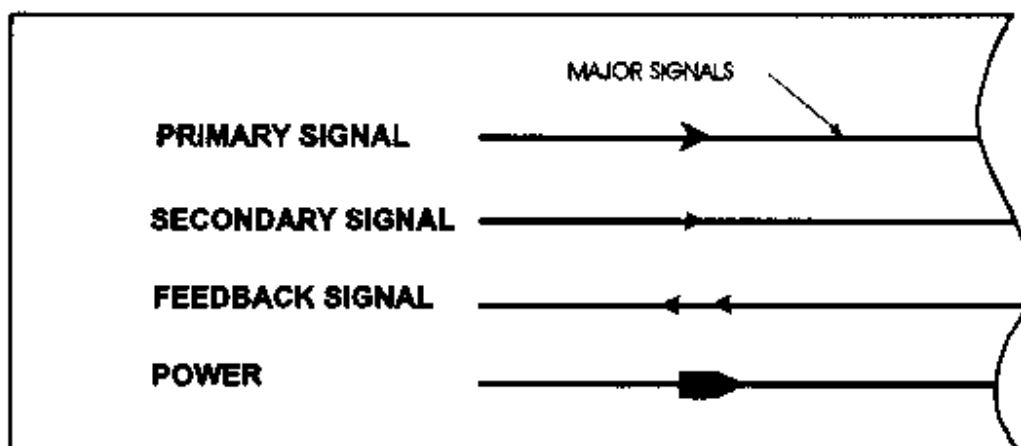 MAJOR SIGNALS
PRIMARY SIGNAL
SECONDARY SIGNAL
FEEDBACK SIGNAL
POWER